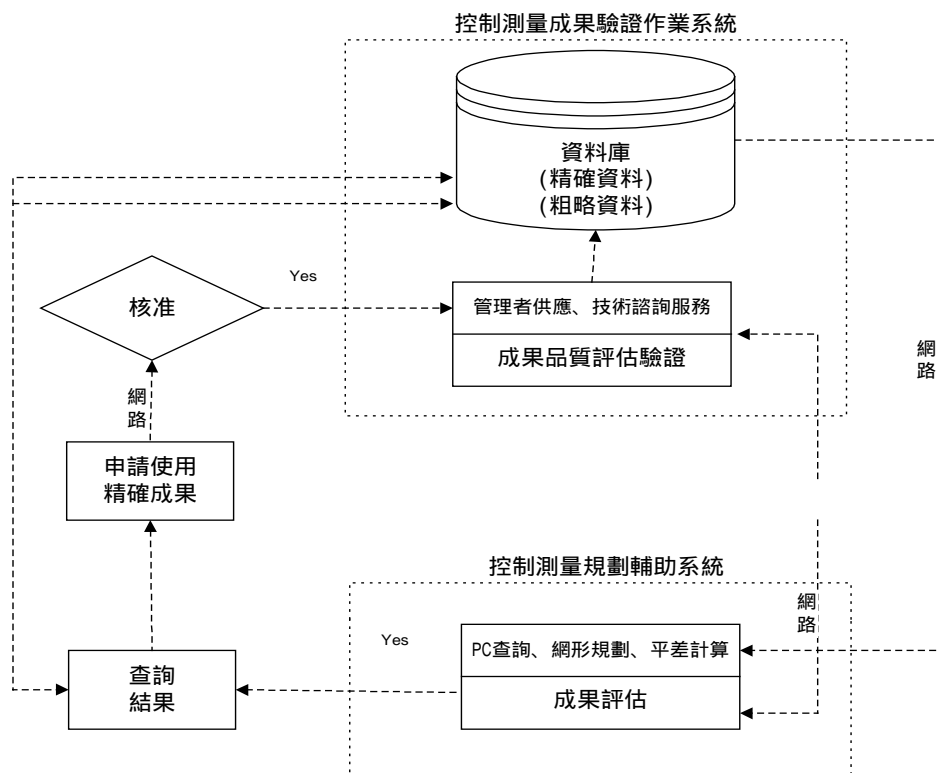 控制測量成果驗證作業系統
資料庫
(精確資料)
(粗略資料)
核准
Yes
管理者供應、技術諮詢服務
成果品質評估驗證
網
路
網
路
申請使用
精確成果
控制測量規劃輔助系統
網
路
Yes
PC查詢、網形規劃、平差計算
成果評估
查詢
結果